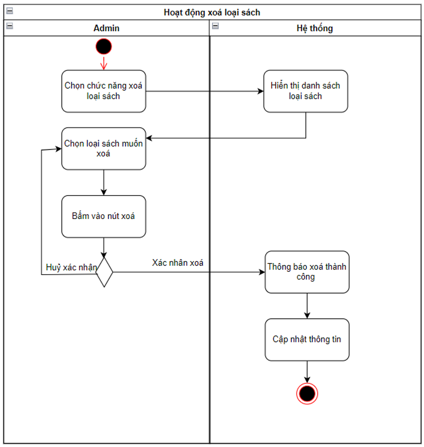 Hoạt động xoá loại sách
Admin
Hệ thống
Chọn chức năng xoá
loại sách
Hiển thị danh sách
loại sách
Chọn loại sách muốn
xoá
Bấm vào nút xoá
Huỷ xác nhận
Xác nhân xoá
Thông báo xoá thành
công
Cập nhật thông tin